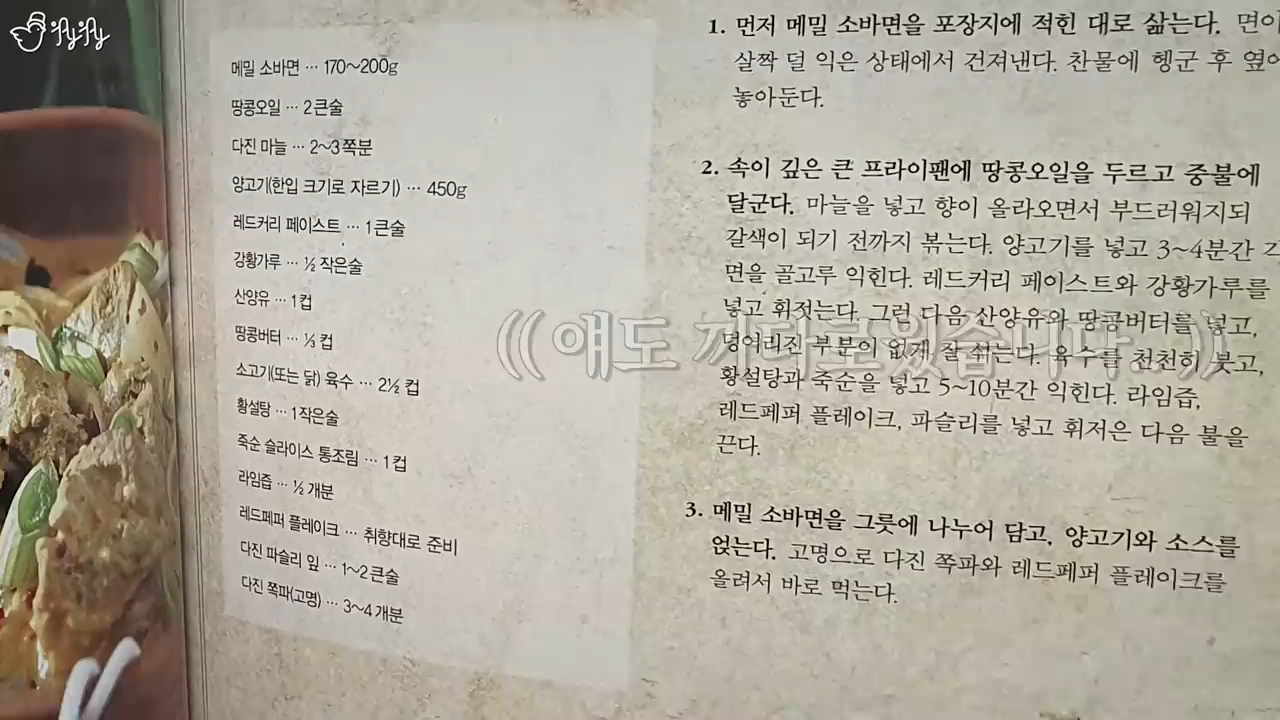 메밀 소바면 … 170~200g
땅콩오일 … 2큰술
다진 마늘 … 2~3쪽분
양고기(한입 크기로 자르기) … 450g
레드커리 페이스트 … 1큰술
강황가루 … ½ 작은술
산양유 … 1컵
땅콩버터 … ⅓ 컵
소고기(또는 닭) 육수 … 2½ 컵
황설탕 … 1작은술
죽순 슬라이스 통조림 … 1컵
라임즙 … ½ 개분
레드페퍼 플레이크 … 취향대로 준비
다진 파슬리 잎 … 1~2큰술
다진 쪽파(고명) … 3~4개분
1. 먼저 메밀 소바면을 포장지에 적힌 대로 삶는다. 면이
살짝 덜 익은 상태에서 건져낸다. 찬물에 헹군 후 옆에
놓아둔다.
2. 속이 깊은 큰 프라이팬에 땅콩오일을 두르고 중불에
달군다. 마늘을 넣고 향이 올라오면서 부드러워지되
갈색이 되기 전까지 볶는다. 양고기를 넣고 3~4분간
면을 골고루 익힌다. 레드커리 페이스트와 강황가루를
넣고 휘젓는다. 그런 다음 산양유와 땅콩버터를 넣고,
덩어리진 부분이 없게 잘 섞는다. 육수를 천천히 붓고,
((얘도 까다로웠습니다...))
황설탕과 죽순을 넣고 5~10분간 익힌다. 라임즙,
레드페퍼 플레이크, 파슬리를 넣고 휘저은 다음 불을
끈다.
3. 메밀 소바면을 그릇에 나누어 담고, 양고기와 소스를
얹는다. 고명으로 다진 쪽파와 레드페퍼 플레이크를
올려서 바로 먹는다.